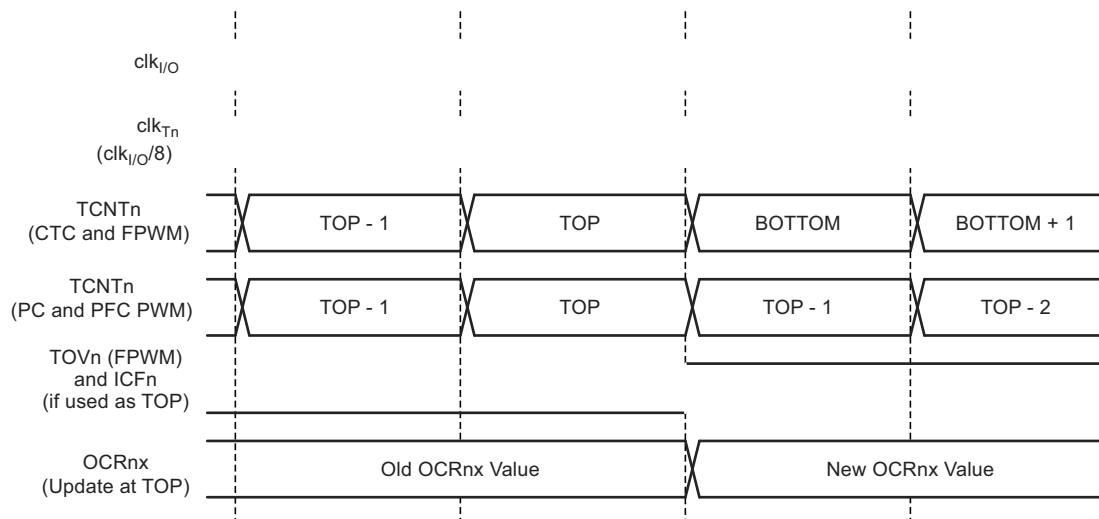 clkI/O
clkTn
(clkI/O/8)
TCNTn
(CTC and FPWM)
TOP - 1 TOP BOTTOM BOTTOM + 1
TCNTn
(PC and PFC PWM)
TOP - 1 TOP TOP - 1 TOP - 2
TOVn (FPWM)
and ICFn
(if used as TOP)
OCRnx
(Update at TOP)
Old OCRnx Value New OCRnx Value